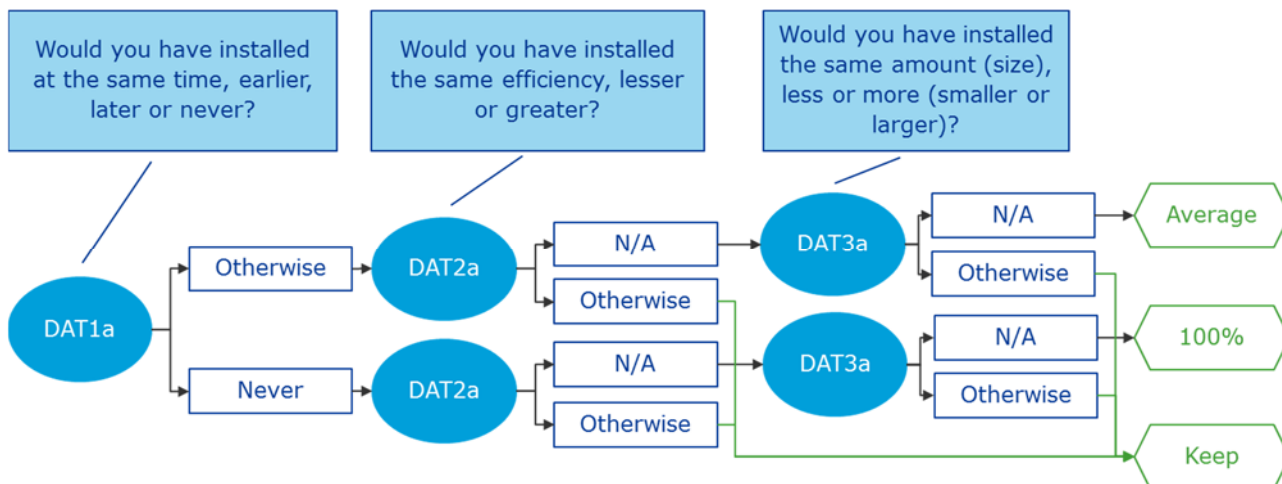 Would you have installed
at the same time, earlier,
later or never?
Would you have installed
the same efficiency, lesser
or greater?
Would you have installed
the same amount (size),
less or more (smaller or
larger)?
DAT1a
Otherwise
Never
DAT2a
N/A
Otherwise
DAT2a
N/A
Otherwise
DAT3a
N/A
Otherwise
DAT3a
N/A
Otherwise
Average
100%
Keep